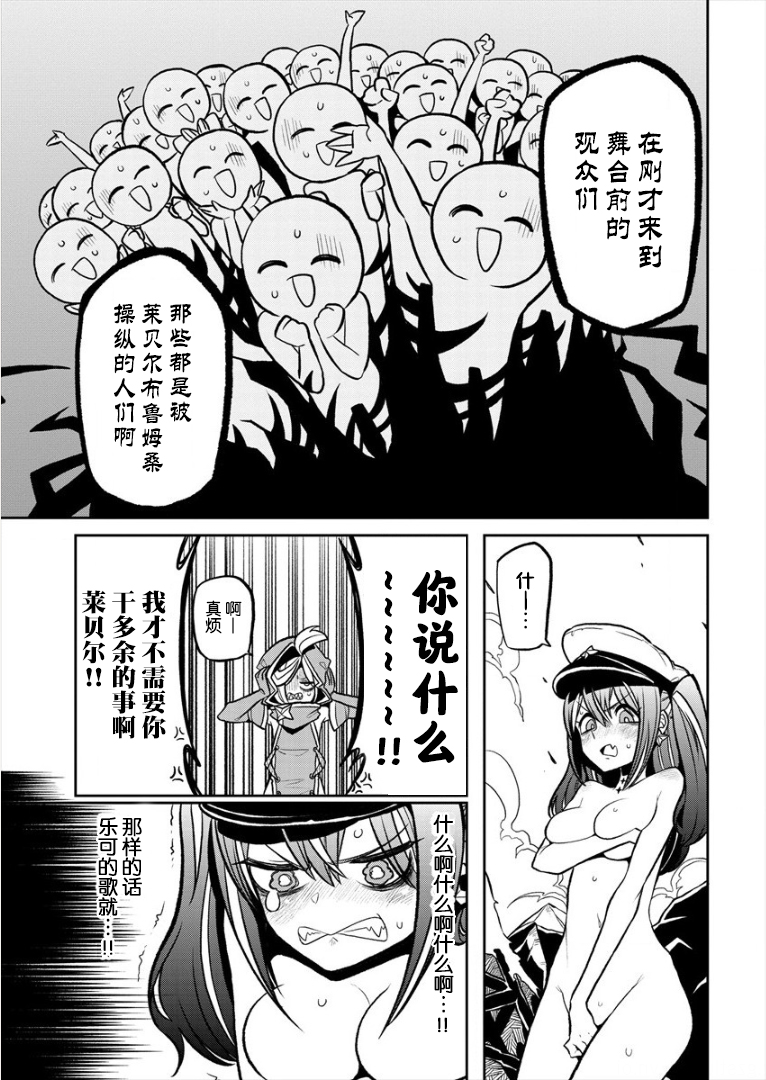 在刚才来到
舞台前的
观众们
那些都是被
莱贝尔布鲁姆桑
操纵的人们啊
什—…
你说什么
~~~~~~!!
啊—
真烦
我才不需要你
干多余的事啊
莱贝尔!!
什么啊什么啊什么啊…!!
那样的话
乐可的歌就…!!